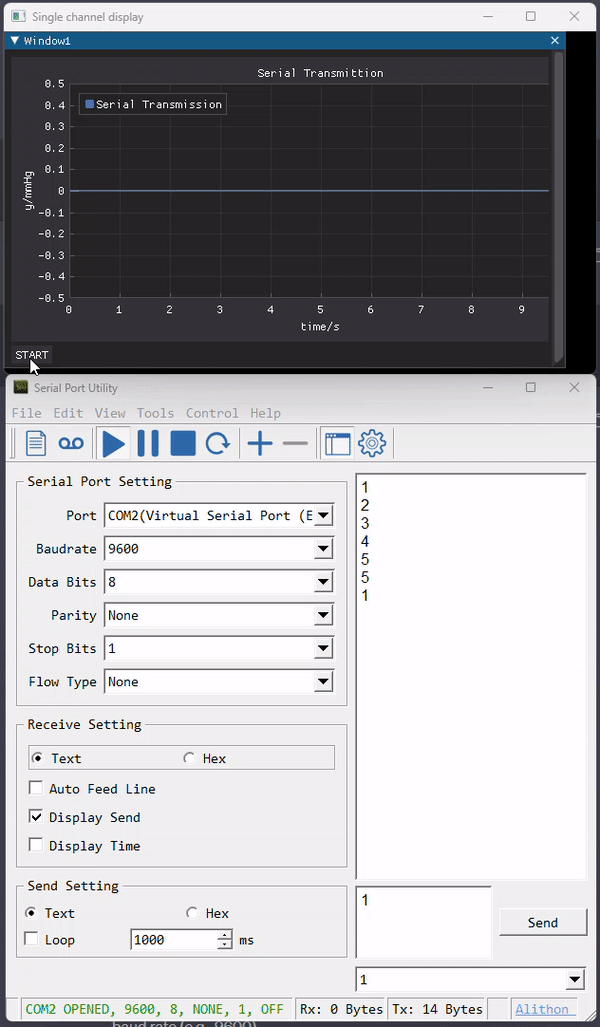 Single channel display
Window1
Serial Transmittion
Serial Transmission
0.5
0.4
0.3
0.2
0.1
0
-0.1
-0.2
-0.3
-0.4
-0.5
y/mmHg
0 1 2 3 4 5 6 7 8 9
time/s
START
Serial Port Utility
File Edit View Tools Control Help
Serial Port Setting
Port COM2(Virtual Serial Port (E
Baudrate 9600
Data Bits 8
Parity None
Stop Bits 1
Flow Type None
1
2
3
4
5
5
1
Receive Setting
Text Hex
Auto Feed Line
Display Send
Display Time
Send Setting
Text Hex
Loop 1000 ms
1
Send
1
COM2 OPENED, 9600, 8, NONE, 1, OFF Rx: 0 Bytes Tx: 14 Bytes Alithon
baud rate (e.g., 9600)